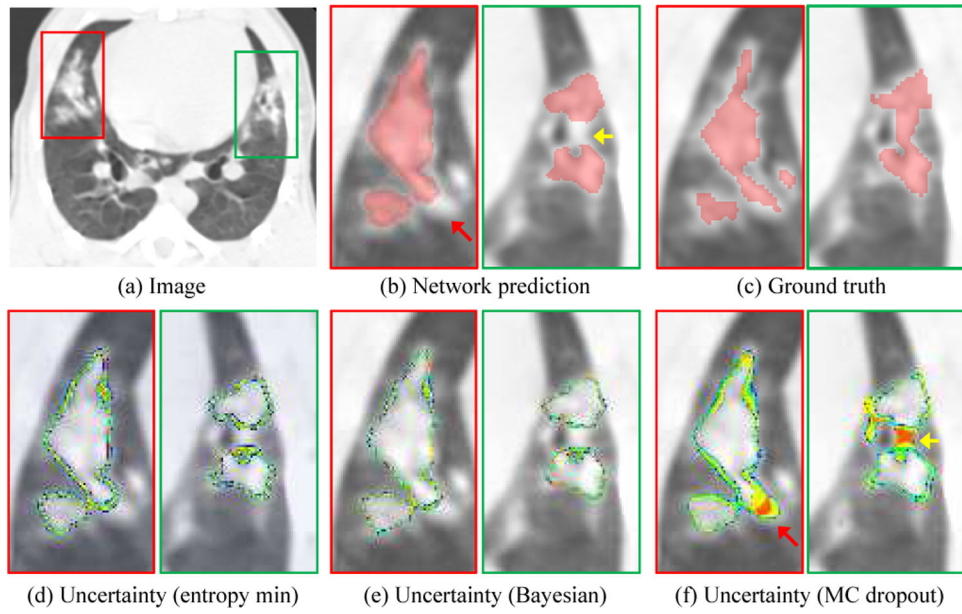 (a) Image
(b) Network prediction
(c) Ground truth
(d) Uncertainty (entropy min)
(e) Uncertainty (Bayesian)
(f) Uncertainty (MC dropout)